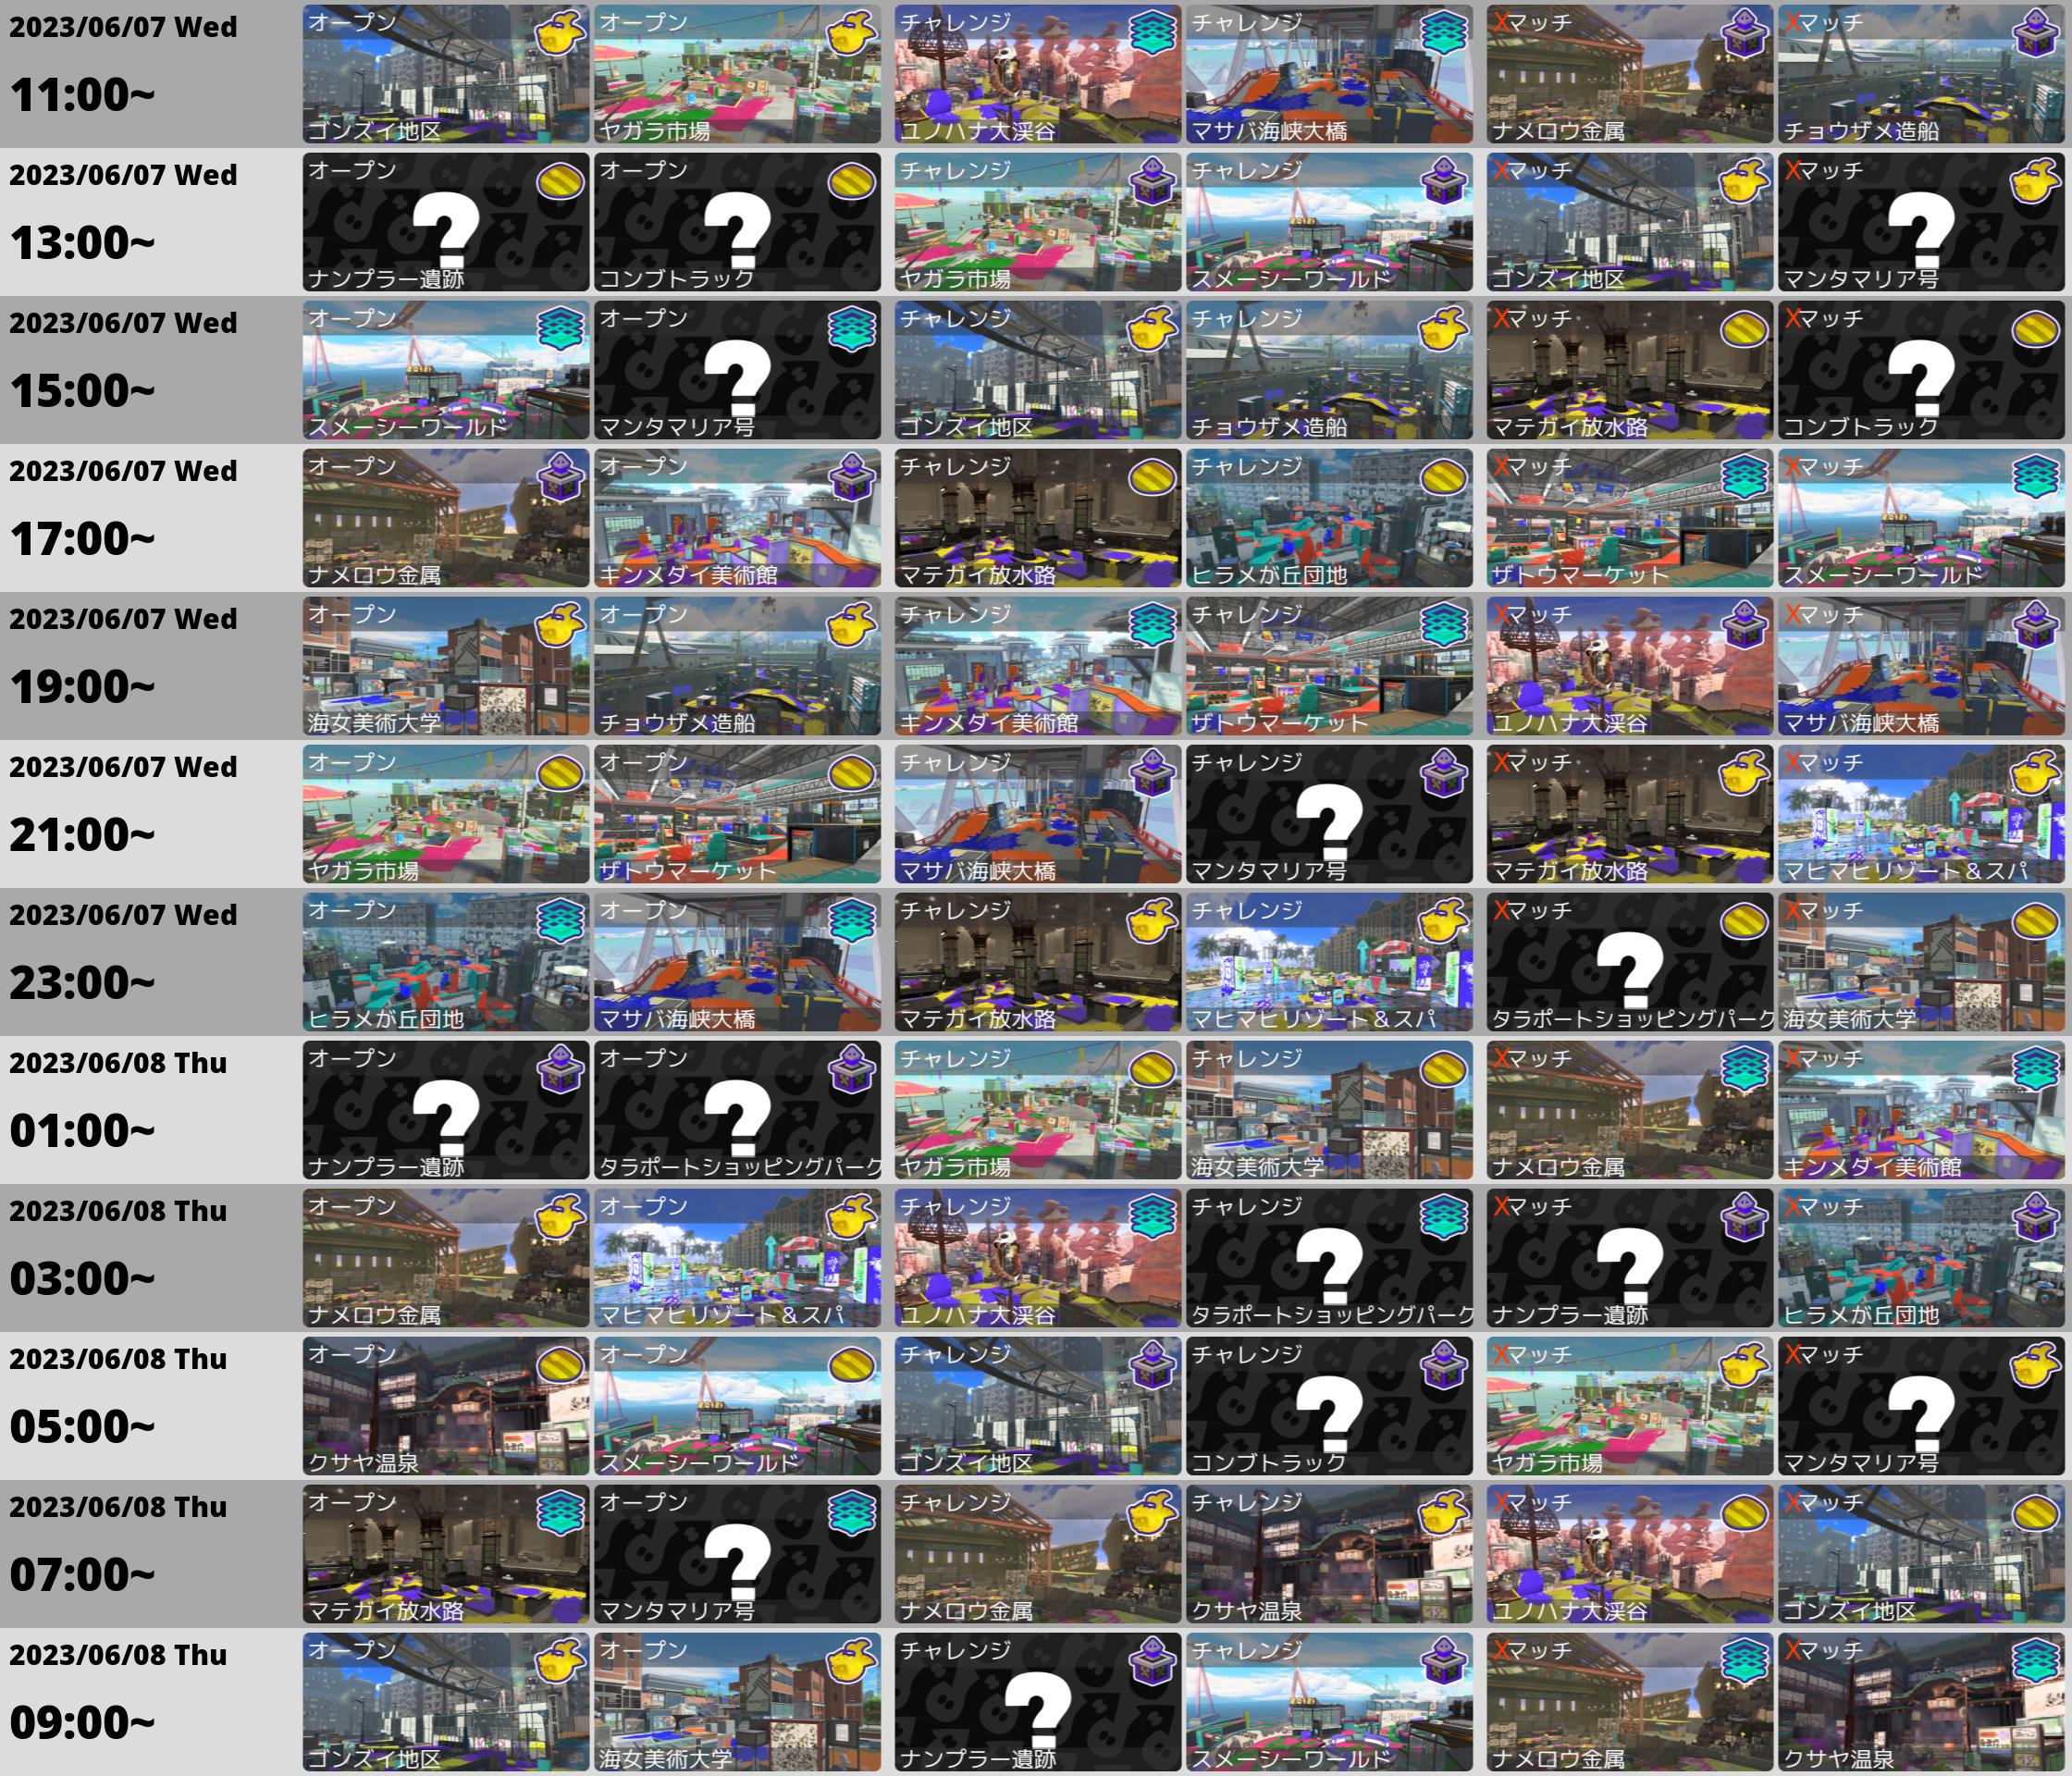 2023/06/07 Wed
11:00~
オープン
ゴンズイ地区
オープン
ヤガラ市場
チャレンジ
ユノハナ大渓谷
チャレンジ
マサバ海峡大橋
Xマッチ
ナメロウ金属
Xマッチ
チョウザメ造船
2023/06/07 Wed
13:00~
オープン
ナンプラー遺跡
オープン
コンブトラック
チャレンジ
ヤガラ市場
チャレンジ
スメーシーワールド
Xマッチ
ゴンズイ地区
Xマッチ
マンタマリア号
2023/06/07 Wed
15:00~
オープン
スメーシーワールド
オープン
マンタマリア号
チャレンジ
ゴンズイ地区
チャレンジ
チョウザメ造船
Xマッチ
マテガイ放水路
Xマッチ
コンブトラック
2023/06/07 Wed
17:00~
オープン
ナメロウ金属
オープン
キンメダイ美術館
チャレンジ
マテガイ放水路
チャレンジ
ヒラメが丘団地
Xマッチ
ザトウマーケット
Xマッチ
スメーシーワールド
2023/06/07 Wed
19:00~
オープン
海女美術大学
オープン
チョウザメ造船
チャレンジ
キンメダイ美術館
チャレンジ
ザトウマーケット
Xマッチ
ユノハナ大渓谷
Xマッチ
マサバ海峡大橋
2023/06/07 Wed
21:00~
オープン
ヤガラ市場
オープン
ザトウマーケット
チャレンジ
マサバ海峡大橋
チャレンジ
マンタマリア号
Xマッチ
マテガイ放水路
Xマッチ
マヒマヒリゾート＆スパ
2023/06/07 Wed
23:00~
オープン
ヒラメが丘団地
オープン
マサバ海峡大橋
チャレンジ
マテガイ放水路
チャレンジ
マヒマヒリゾート＆スパ
Xマッチ
タラポートショッピングパーク
Xマッチ
海女美術大学
2023/06/08 Thu
01:00~
オープン
ナンプラー遺跡
オープン
タラポートショッピングパーク
チャレンジ
ヤガラ市場
チャレンジ
海女美術大学
Xマッチ
ナメロウ金属
Xマッチ
キンメダイ美術館
2023/06/08 Thu
03:00~
オープン
ナメロウ金属
オープン
マヒマヒリゾート＆スパ
チャレンジ
ユノハナ大渓谷
チャレンジ
タラポートショッピングパーク
Xマッチ
ナンプラー遺跡
Xマッチ
ヒラメが丘団地
2023/06/08 Thu
05:00~
オープン
クサヤ温泉
オープン
スメーシーワールド
チャレンジ
ゴンズイ地区
チャレンジ
コンブトラック
Xマッチ
ヤガラ市場
Xマッチ
マンタマリア号
2023/06/08 Thu
07:00~
オープン
マテガイ放水路
オープン
マンタマリア号
チャレンジ
ナメロウ金属
チャレンジ
クサヤ温泉
Xマッチ
ユノハナ大渓谷
Xマッチ
ゴンズイ地区
2023/06/08 Thu
09:00~
オープン
ゴンズイ地区
オープン
海女美術大学
チャレンジ
ナンプラー遺跡
チャレンジ
スメーシーワールド
Xマッチ
ナメロウ金属
Xマッチ
クサヤ温泉